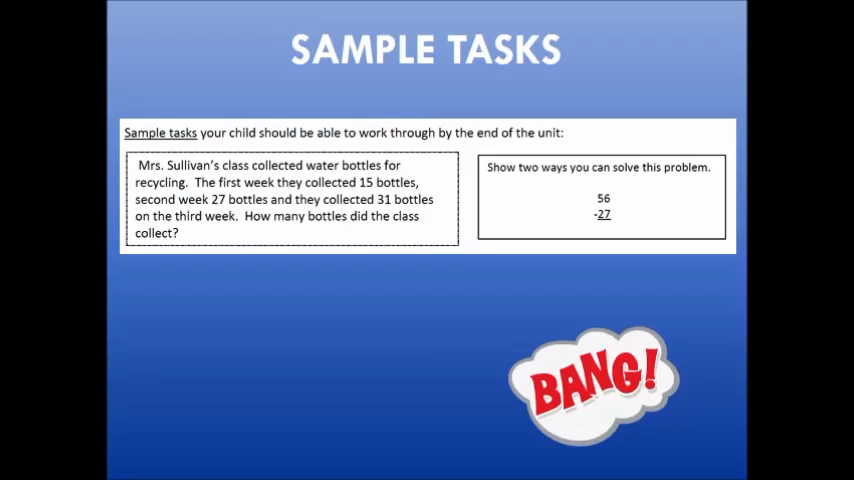 SAMPLE TASKS
Sample tasks your child should be able to work through by the end of the unit:
Mrs. Sullivan's class collected water bottles for
recycling. The first week they collected 15 bottles,
second week 27 bottles and they collected 31 bottles
on the third week. How many bottles did the class
collect?
Show two ways you can solve this problem.
56
-27
BANG!